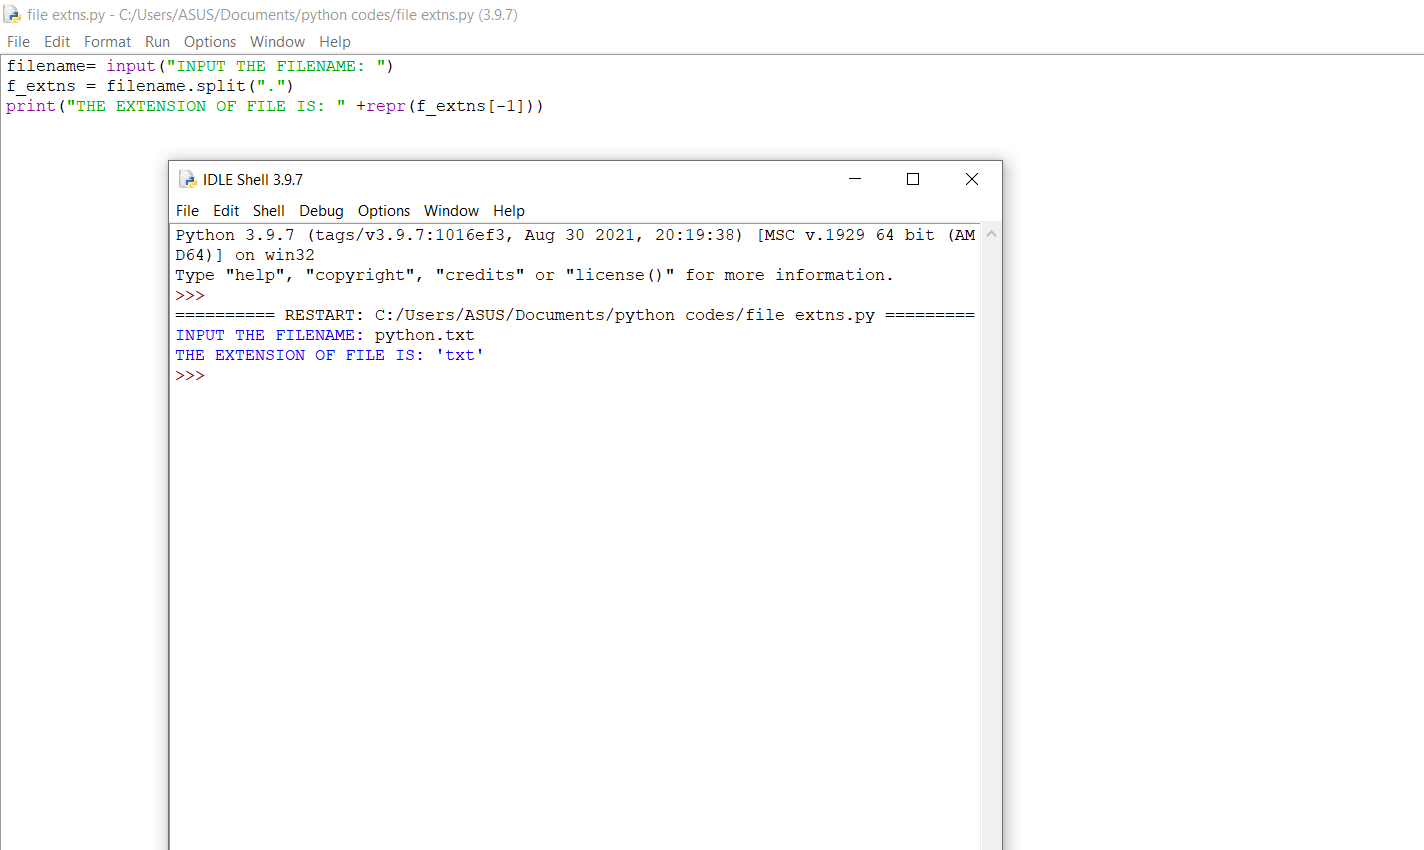 file extns.py - C:/Users/ASUS/Documents/python codes/file extns.py (3.9.7)
File Edit Format Run Options Window Help
filename= input("INPUT THE FILENAME: ")
f_extns = filename.split(".")
print("THE EXTENSION OF FILE IS: " +repr(f_extns[-1]))
IDLE Shell 3.9.7
File Edit Shell Debug Options Window Help
Python 3.9.7 (tags/v3.9.7:1016ef3, Aug 30 2021, 20:19:38) [MSC v.1929 64 bit (AM
D64)] on win32
Type "help", "copyright", "credits" or "license()" for more information.
>>>
========== RESTART: C:/Users/ASUS/Documents/python codes/file extns.py =========
INPUT THE FILENAME: python.txt
THE EXTENSION OF FILE IS: 'txt'
>>>